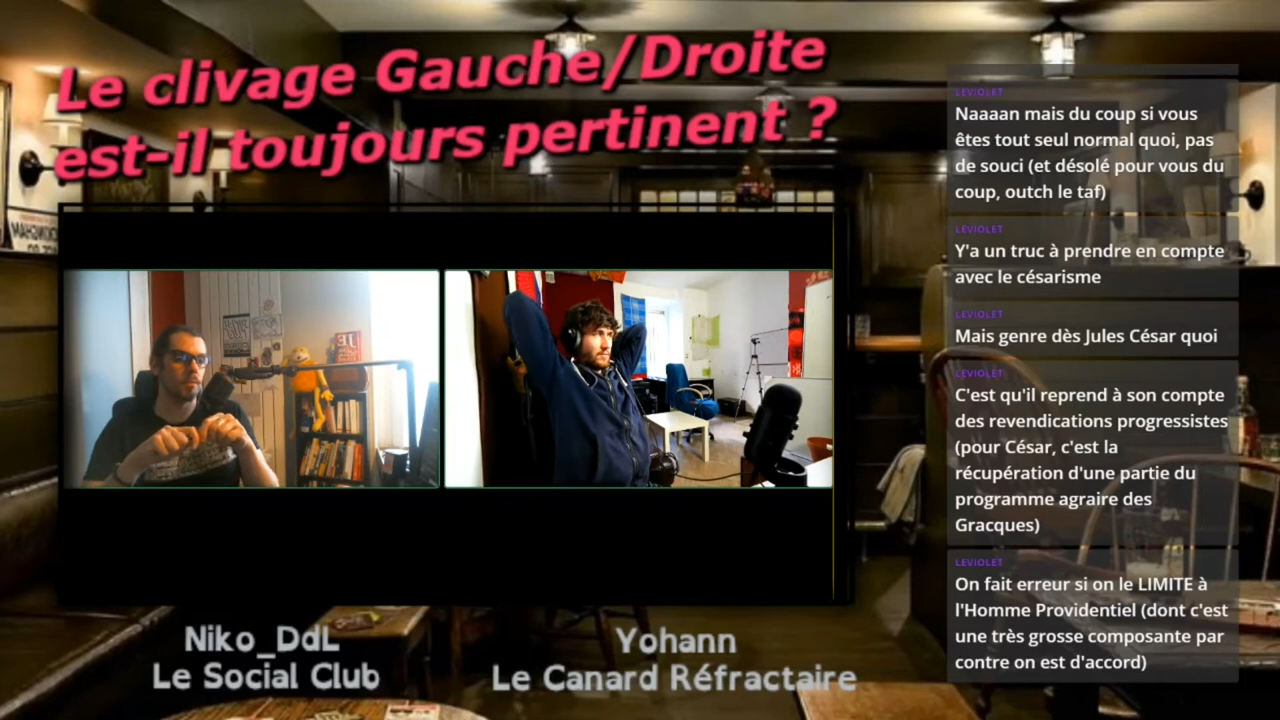 Le clivage Gauche/Droite
est-il toujours pertinent ?
LEVIOLET
Naaaan mais du coup si vous
êtes tout seul normal quoi, pas
de souci (et désolé pour vous du
coup, outch le taf)
LEVIOLET
Y'a un truc à prendre en compte
avec le césarisme
LEVIOLET
Mais genre dès Jules César quoi
LEVIOLET
C'est qu'il reprend à son compte
des revendications progressistes
(pour César, c'est la
récupération d'une partie du
programme agraire des
Gracques)
LEVIOLET
On fait erreur si on le LIMITE à
l'Homme Providentiel (dont c'est
une très grosse composante par
contre on est d'accord)
Niko_DdL
Le Social Club
Yohann
Le Canard Réfractaire